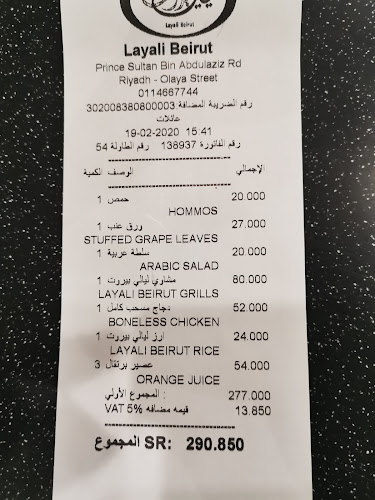 Layali Beirut
Layali Beirut
Prince Sultan Bin Abdulaziz Rd
Riyadh - Olaya Street
0114667744
رقم الضريبة المضافة 302008380800003
عائلات
19-02-2020 15:41
رقم الفاتورة 138937 رقم الطاولة 54
الكمية الوصف الإجمالي
1 حمص 20.000
HOMMOS
1 ورق عنب 27.000
STUFFED GRAPE LEAVES
1 سلطة عربية 20.000
ARABIC SALAD
1 مشاوي ليالي بيروت 80.000
LAYALI BEIRUT GRILLS
1 دجاج مسحب كامل 52.000
BONELESS CHICKEN
1 ارز ليالي بيروت 24.000
LAYALI BEIRUT RICE
3 عصير برتقال 54.000
ORANGE JUICE
المجموع الأولي : 277.000
VAT 5% قيمه مضافه 13.850
المجموع SR: 290.850